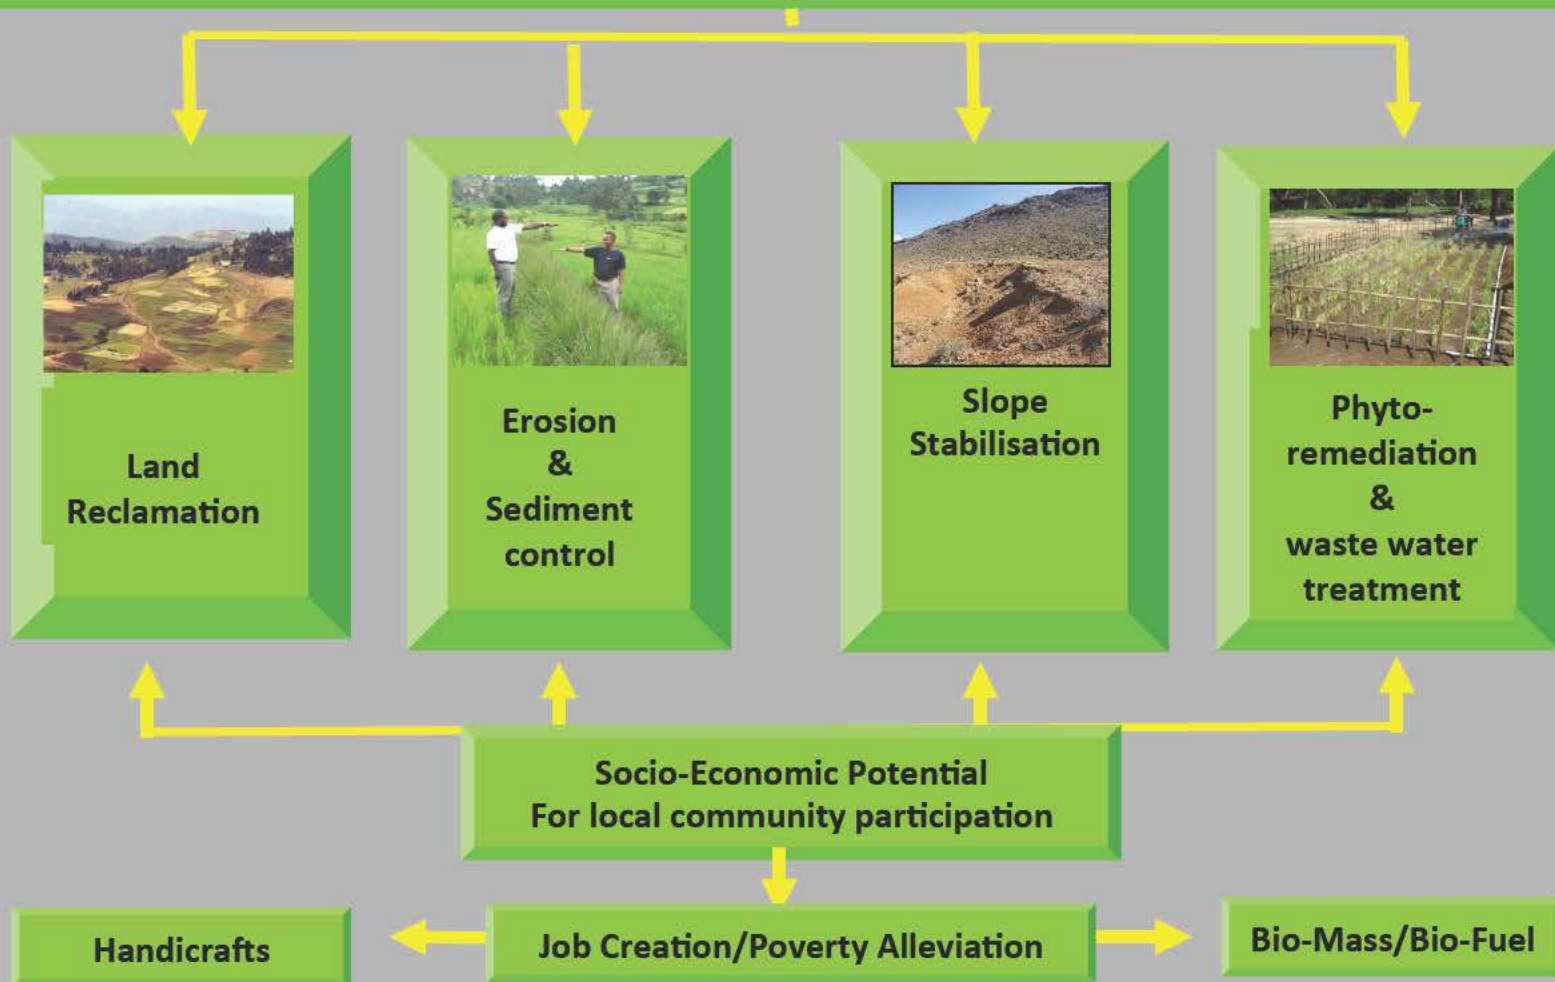 Land
Reclamation
Erosion
&
Sediment
control
Slope
Stabilisation
Phyto-
remediation
&
waste water
treatment
Socio-Economic Potential
For local community participation
Handicrafts
Job Creation/Poverty Alleviation
Bio-Mass/Bio-Fuel